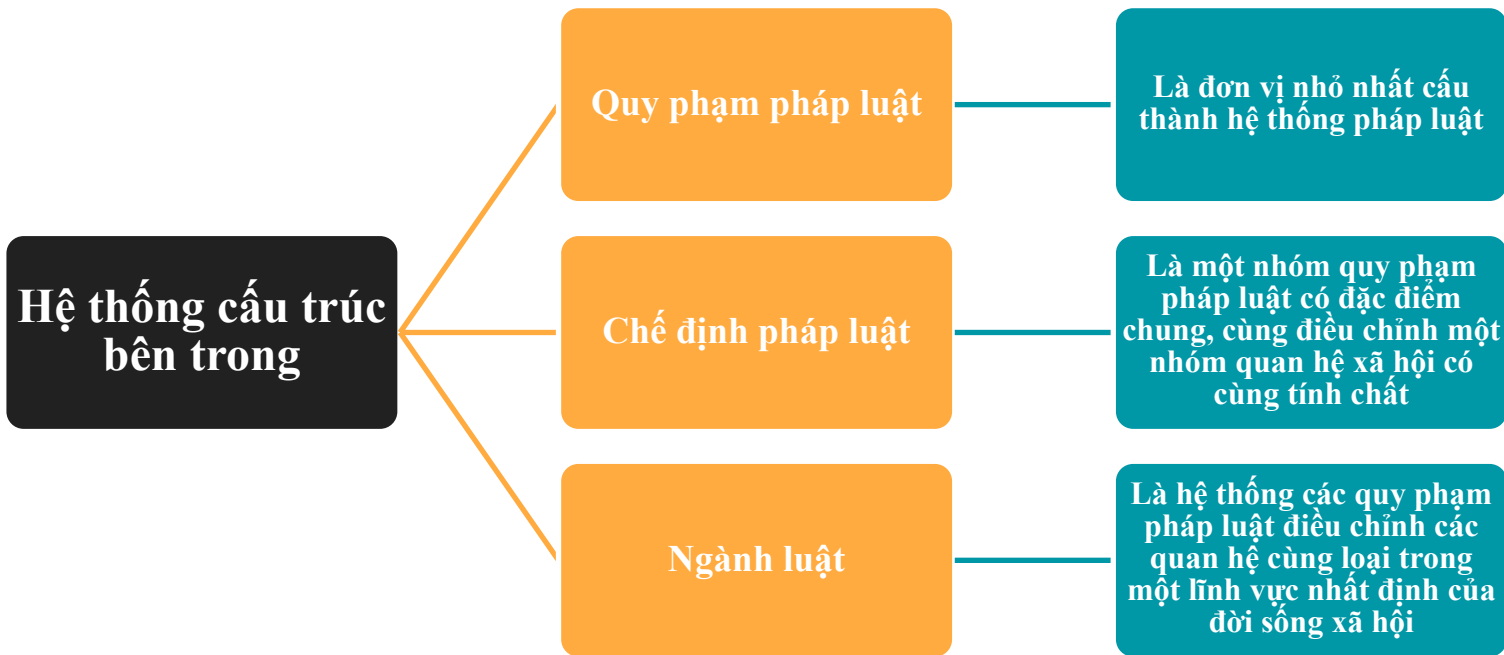 Hệ thống cấu trúc
bên trong
Quy phạm pháp luật
Là đơn vị nhỏ nhất cấu
thành hệ thống pháp luật
Chế định pháp luật
Là một nhóm quy phạm
pháp luật có đặc điểm
chung, cùng điều chỉnh một
nhóm quan hệ xã hội có
cùng tính chất
Ngành luật
Là hệ thống các quy phạm
pháp luật điều chỉnh các
quan hệ cùng loại trong
một lĩnh vực nhất định của
đời sống xã hội